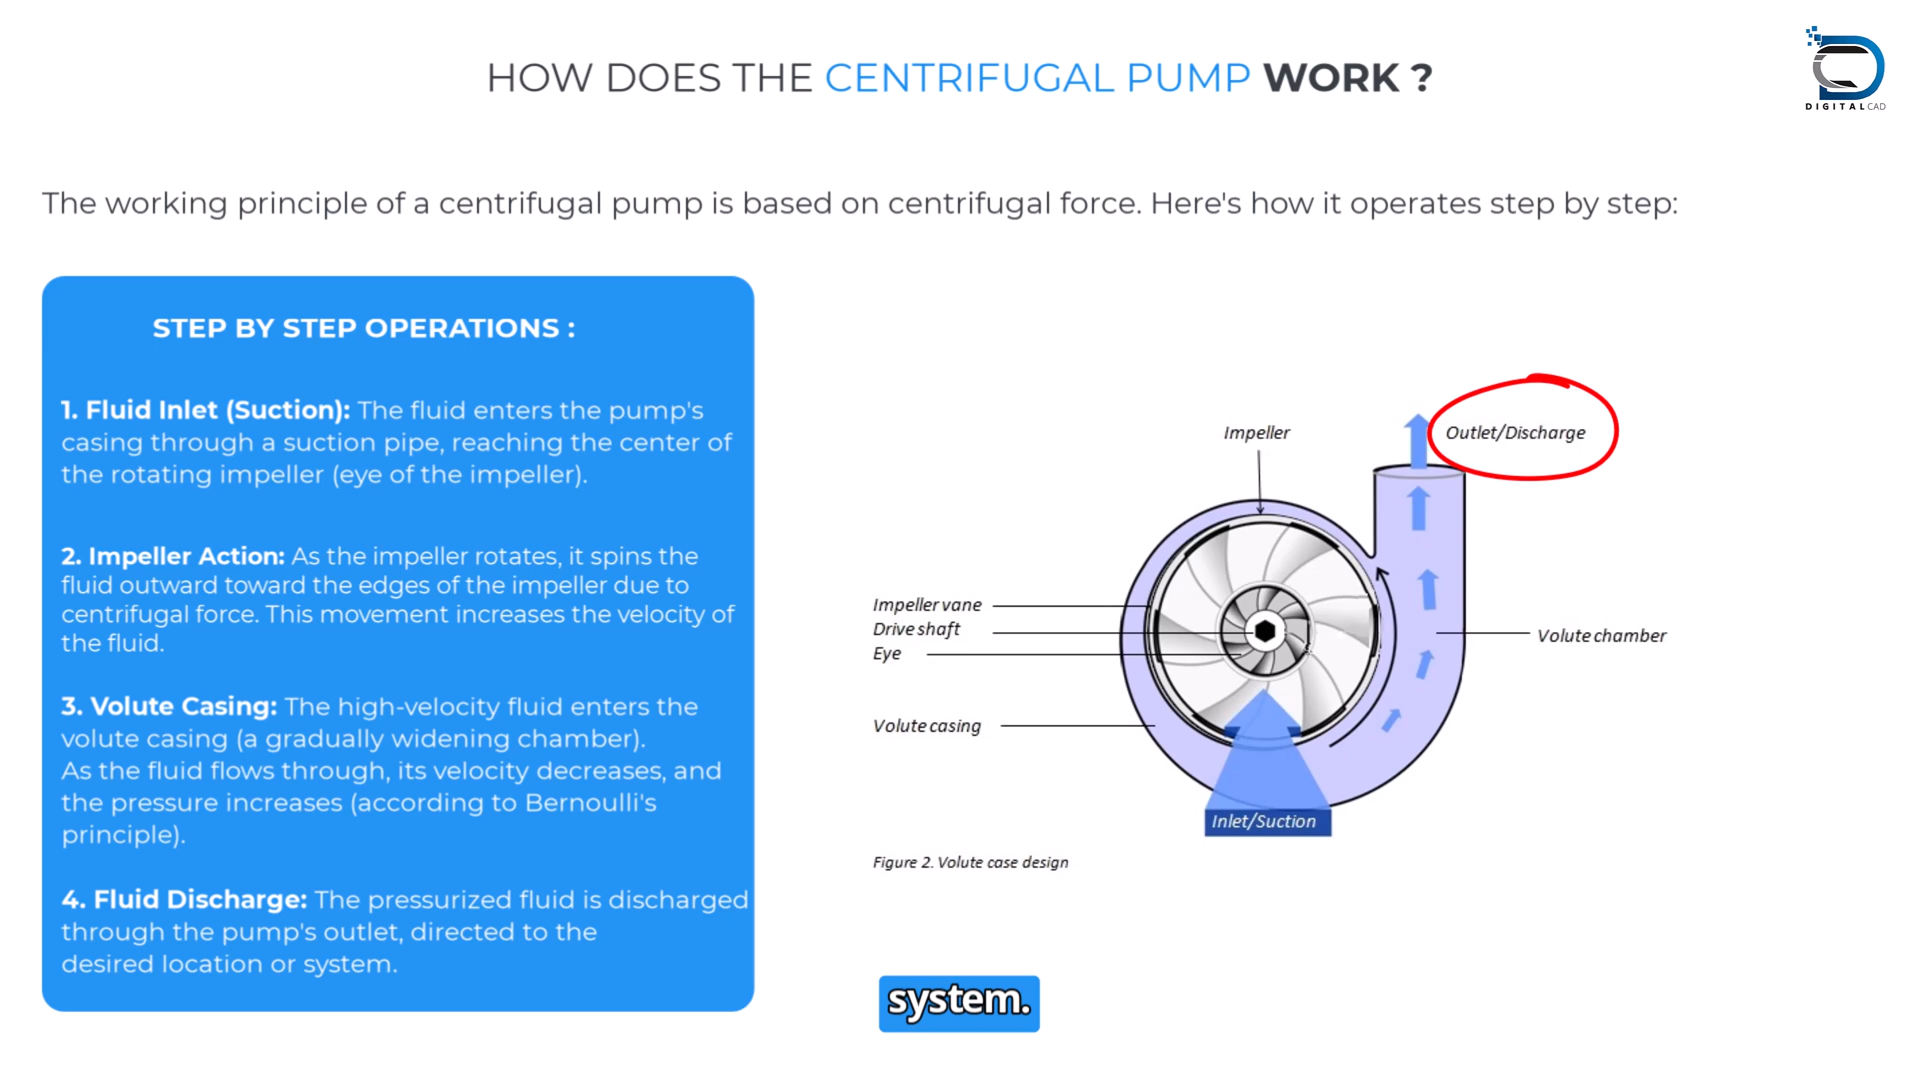 HOW DOES THE CENTRIFUGAL PUMP WORK ?
DIGITALCAD
The working principle of a centrifugal pump is based on centrifugal force. Here's how it operates step by step:
STEP BY STEP OPERATIONS :
1. Fluid Inlet (Suction): The fluid enters the pump's
casing through a suction pipe, reaching the center of
the rotating impeller (eye of the impeller).
2. Impeller Action: As the impeller rotates, it spins the
fluid outward toward the edges of the impeller due to
centrifugal force. This movement increases the velocity of
the fluid.
3. Volute Casing: The high-velocity fluid enters the
volute casing (a gradually widening chamber).
As the fluid flows through, its velocity decreases, and
the pressure increases (according to Bernoulli's
principle).
4. Fluid Discharge: The pressurized fluid is discharged
through the pump's outlet, directed to the
desired location or system.
Impeller
Outlet/Discharge
Impeller vane
Drive shaft
Eye
Volute chamber
Volute casing
Inlet/Suction
Figure 2. Volute case design
system.